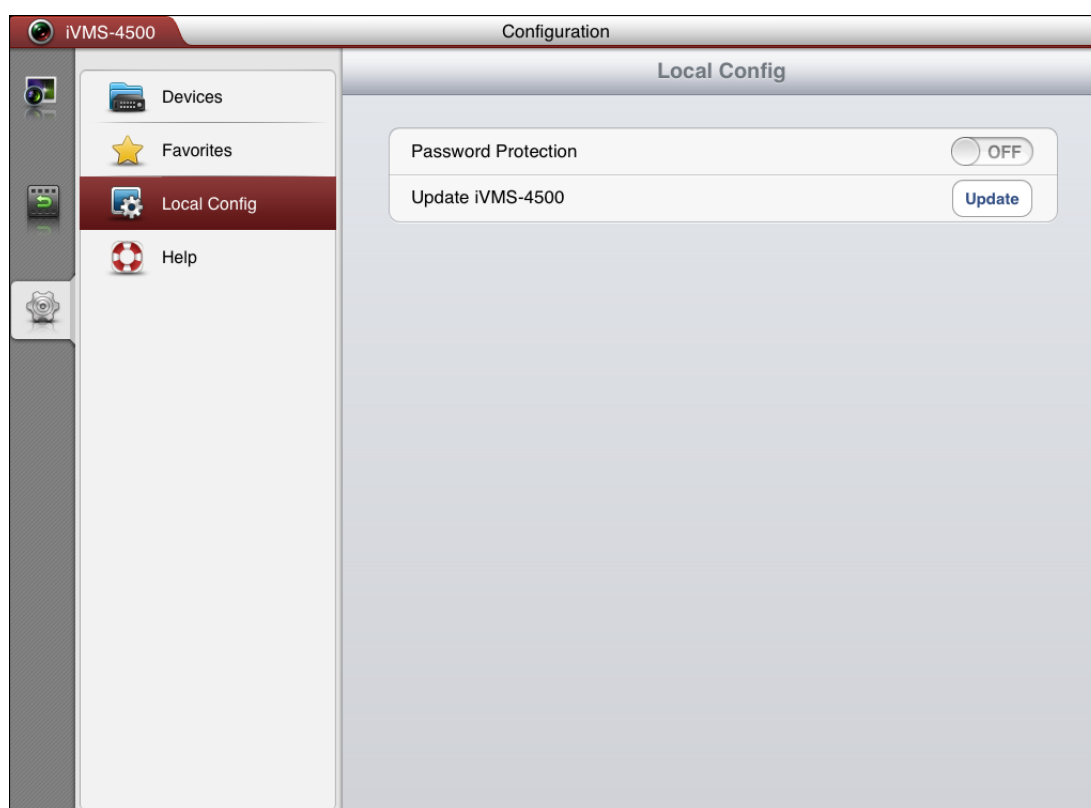 iVMS-4500
Configuration
Devices
Favorites
Local Config
Help
Local Config
Password Protection
OFF
Update iVMS-4500
Update